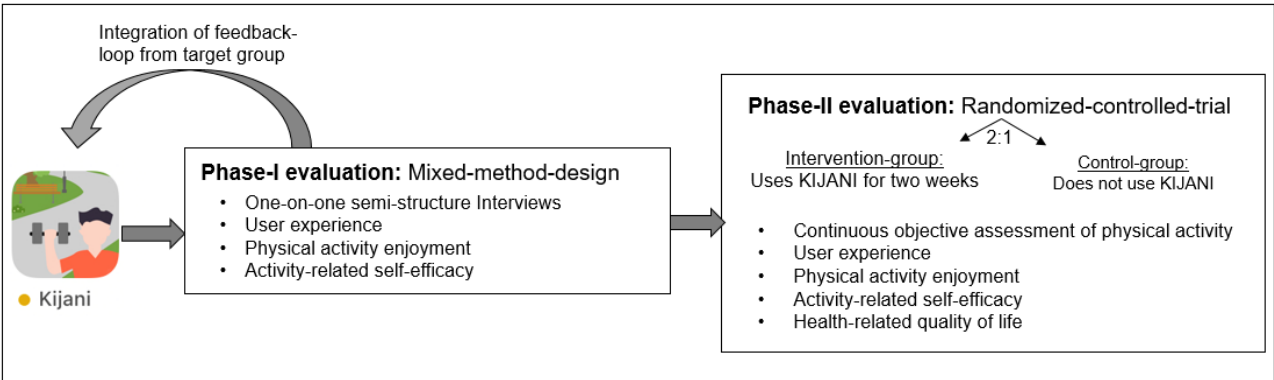 Integration of feedback-
loop from target group
Kijani
Phase-I evaluation: Mixed-method-design
• One-on-one semi-structure Interviews
• User experience
• Physical activity enjoyment
• Activity-related self-efficacy
Phase-II evaluation: Randomized-controlled-trial
2:1
Intervention-group:
Uses KIJANI for two weeks
Control-group:
Does not use KIJANI
• Continuous objective assessment of physical activity
• User experience
• Physical activity enjoyment
• Activity-related self-efficacy
• Health-related quality of life